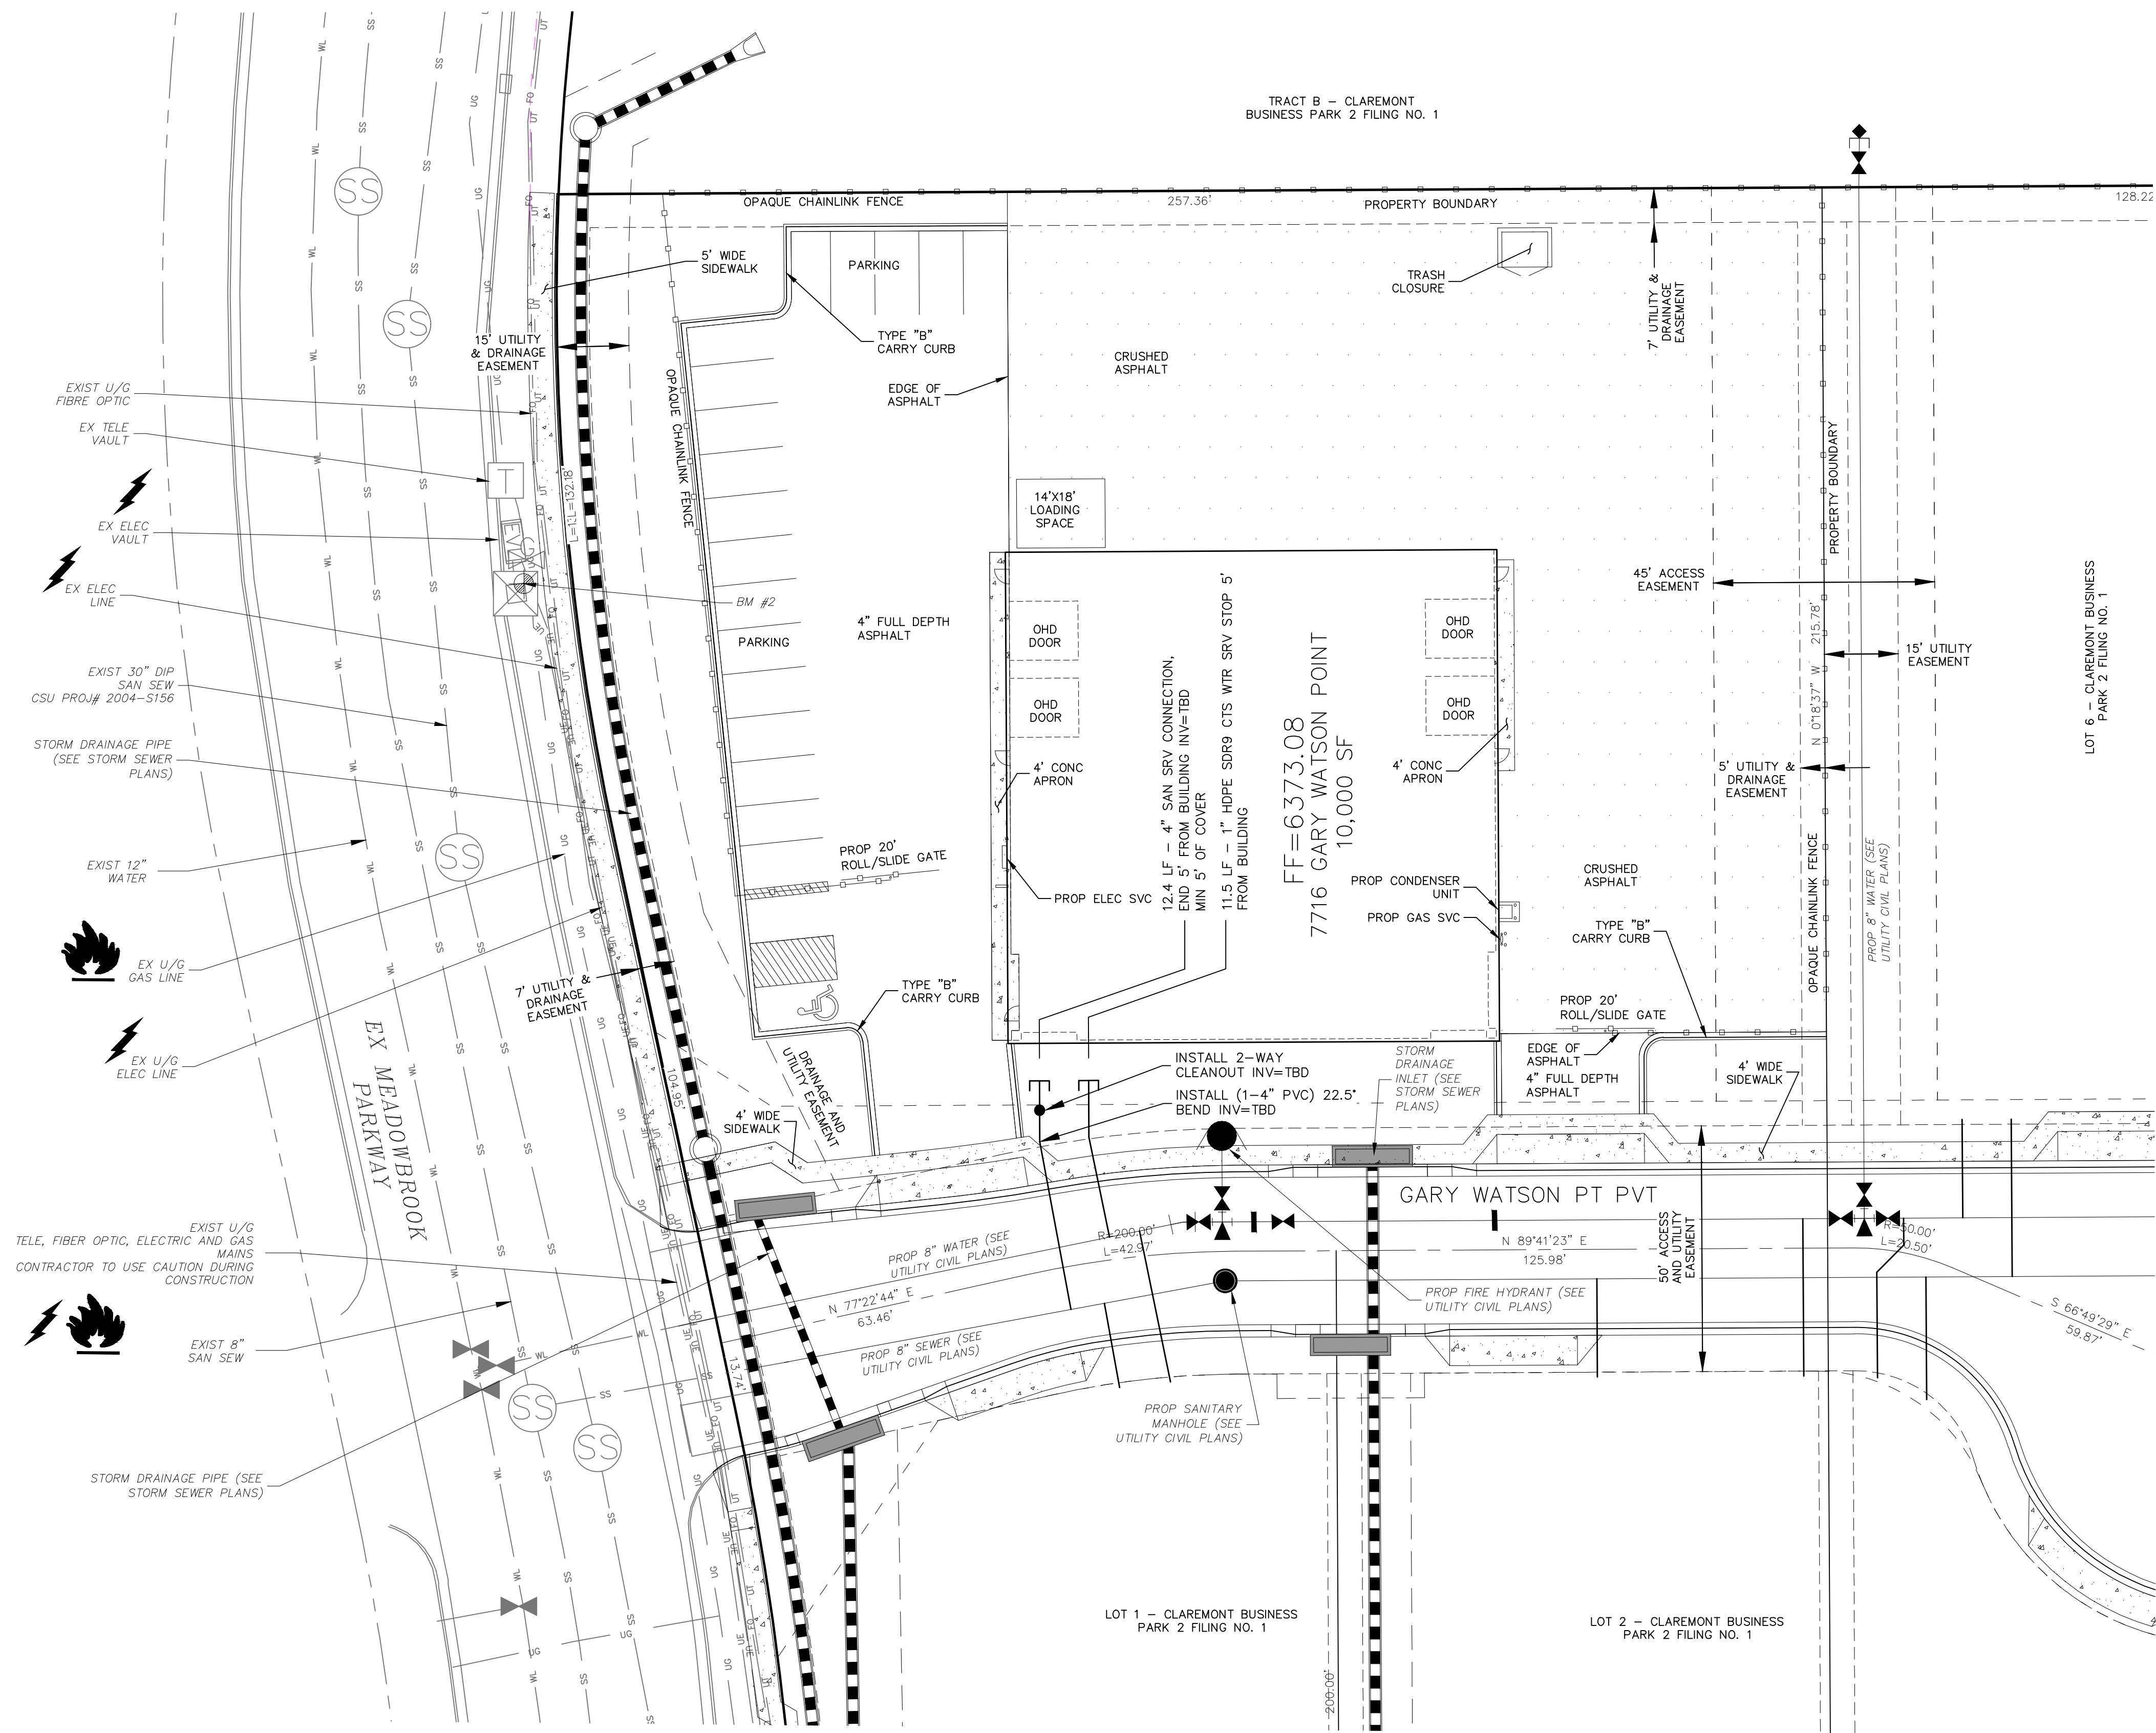 TRACT B – CLAREMONT
BUSINESS PARK 2 FILING NO. 1
OPAQUE CHAINLINK FENCE
257.36'
PROPERTY BOUNDARY
128.22
5' WIDE
SIDEWALK
PARKING
TRASH
CLOSURE
7' UTILITY &
DRAINAGE
EASEMENT
TYPE "B"
CARRY CURB
15' UTILITY
& DRAINAGE
EASEMENT
CRUSHED
ASPHALT
EDGE OF
ASPHALT
OPAQUE CHAINLINK FENCE
PROPERTY BOUNDARY
EXIST U/G
FIBRE OPTIC
EX TELE
VAULT
T
EX ELEC
VAULT
EX ELEC
LINE
EXIST 30" DIP
SAN SEW
CSU PROJ# 2004-S156
STORM DRAINAGE PIPE
(SEE STORM SEWER
PLANS)
EXIST 12"
WATER
EX U/G
GAS LINE
EX U/G
ELEC LINE
L=132.18'
14'X18'
LOADING
SPACE
BM #2
4" FULL DEPTH
ASPHALT
PARKING
OHD
DOOR
OHD
DOOR
OHD
DOOR
OHD
DOOR
45' ACCESS
EASEMENT
15' UTILITY
EASEMENT
N 0°18'37" W 215.78'
LOT 6 – CLAREMONT BUSINESS
PARK 2 FILING NO. 1
12.4 LF – 4" SAN SRV CONNECTION,
END 5' FROM BUILDING INV=TBD
MIN 5' OF COVER
11.5 LF – 1" HDPE SDR9 CTS WTR SRV STOP 5'
FROM BUILDING
FF=6373.08
7716 GARY WATSON POINT
10,000 SF
4' CONC
APRON
4' CONC
APRON
5' UTILITY &
DRAINAGE
EASEMENT
PROP 20'
ROLL/SLIDE GATE
PROP ELEC SVC
PROP CONDENSER
UNIT
PROP GAS SVC
CRUSHED
ASPHALT
TYPE "B"
CARRY CURB
OPAQUE CHAINLINK FENCE
PROP 8" WATER (SEE
UTILITY CIVIL PLANS)
7' UTILITY &
DRAINAGE
EASEMENT
TYPE "B"
CARRY CURB
PROP 20'
ROLL/SLIDE GATE
EX MEADOWBROOK
PARKWAY
104.95'
DRAINAGE AND
UTILITY EASEMENT
INSTALL 2-WAY
CLEANOUT INV=TBD
INSTALL (1-4" PVC) 22.5°
BEND INV=TBD
STORM
DRAINAGE
INLET (SEE
STORM SEWER
PLANS)
EDGE OF
ASPHALT
4" FULL DEPTH
ASPHALT
4' WIDE
SIDEWALK
4' WIDE
SIDEWALK
GARY WATSON PT PVT
EXIST U/G
TELE, FIBER OPTIC, ELECTRIC AND GAS
MAINS
CONTRACTOR TO USE CAUTION DURING
CONSTRUCTION
PROP 8" WATER (SEE
UTILITY CIVIL PLANS)
R=200.00'
L=42.97'
N 89°41'23" E
125.98'
50' ACCESS
AND UTILITY
EASEMENT
R=50.00'
L=20.50'
N 77°22'44" E
63.46'
PROP FIRE HYDRANT (SEE
UTILITY CIVIL PLANS)
S 66°49'29" E
59.87'
EXIST 8"
SAN SEW
PROP 8" SEWER (SEE
UTILITY CIVIL PLANS)
13.74'
PROP SANITARY
MANHOLE (SEE
UTILITY CIVIL PLANS)
STORM DRAINAGE PIPE (SEE
STORM SEWER PLANS)
LOT 1 – CLAREMONT BUSINESS
PARK 2 FILING NO. 1
LOT 2 – CLAREMONT BUSINESS
PARK 2 FILING NO. 1
200.00'